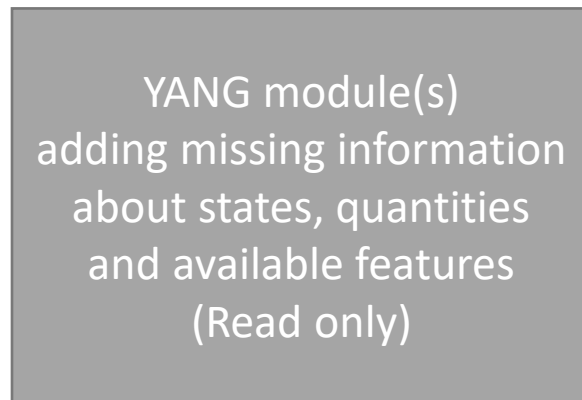 YANG module(s)
adding missing information
about states, quantities
and available features
(Read only)